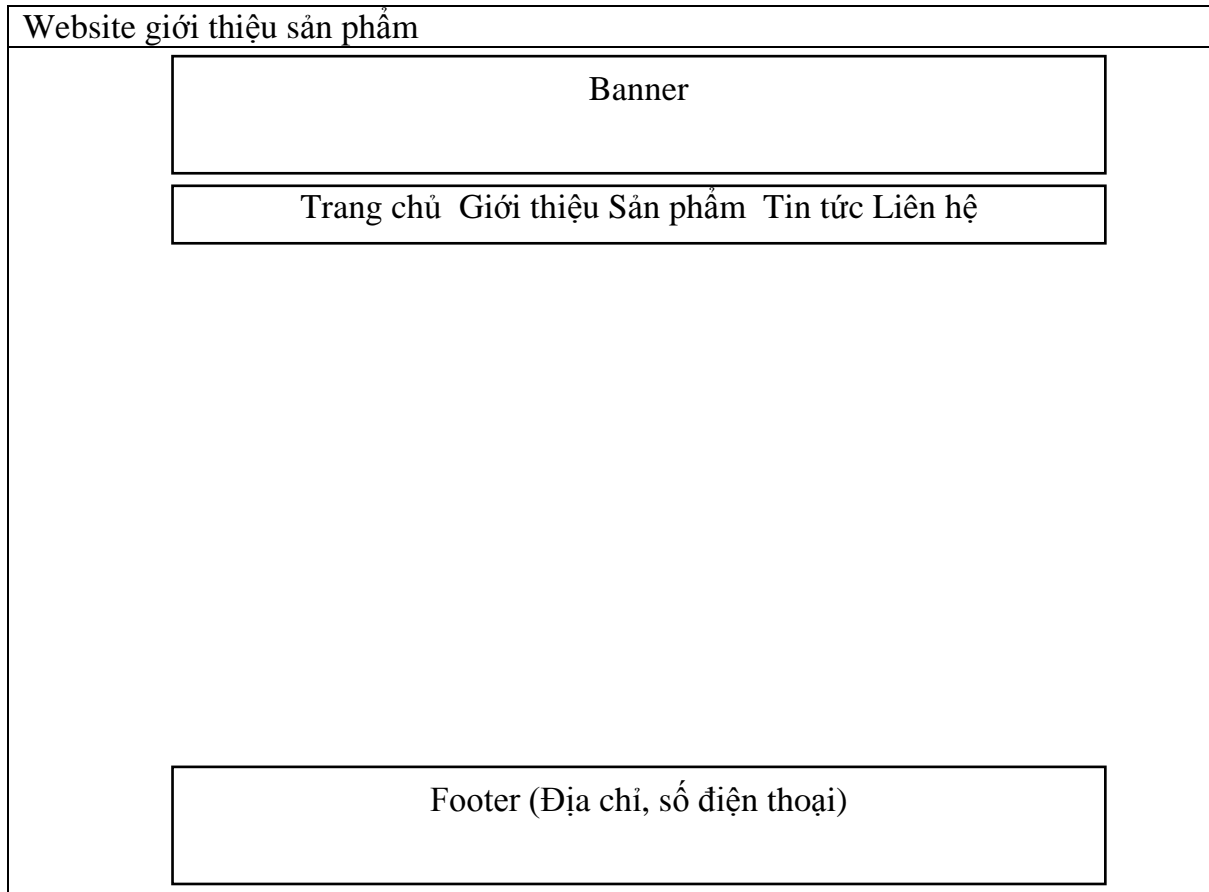 Website giới thiệu sản phẩm
Banner
Trang chủ Giới thiệu Sản phẩm Tin tức Liên hệ
Footer (Địa chỉ, số điện thoại)